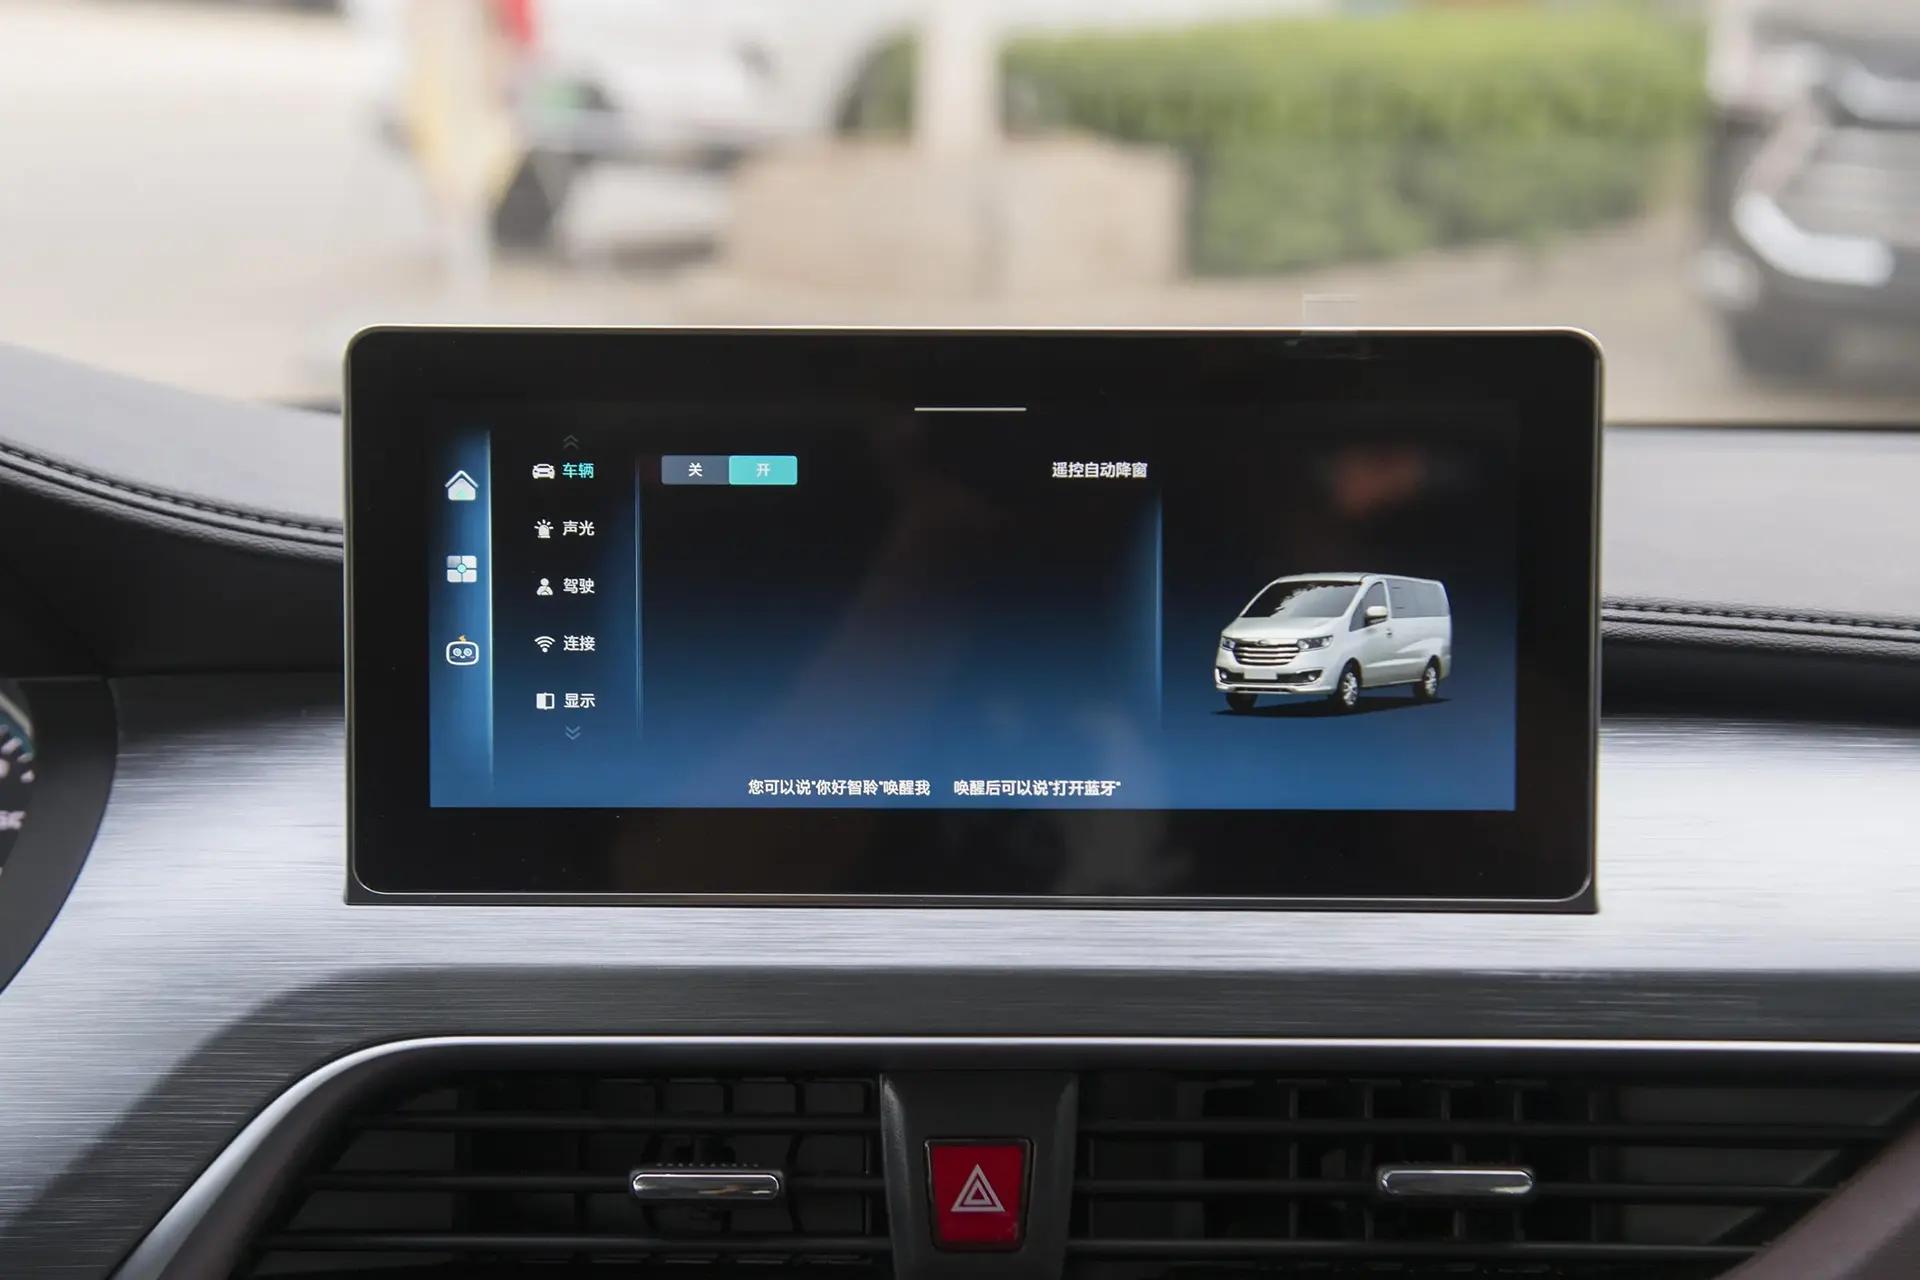 车辆
关 开
遥控自动降窗
声光
驾驶
连接
显示
您可以说"你好智聆"唤醒我 唤醒后可以说"打开蓝牙"